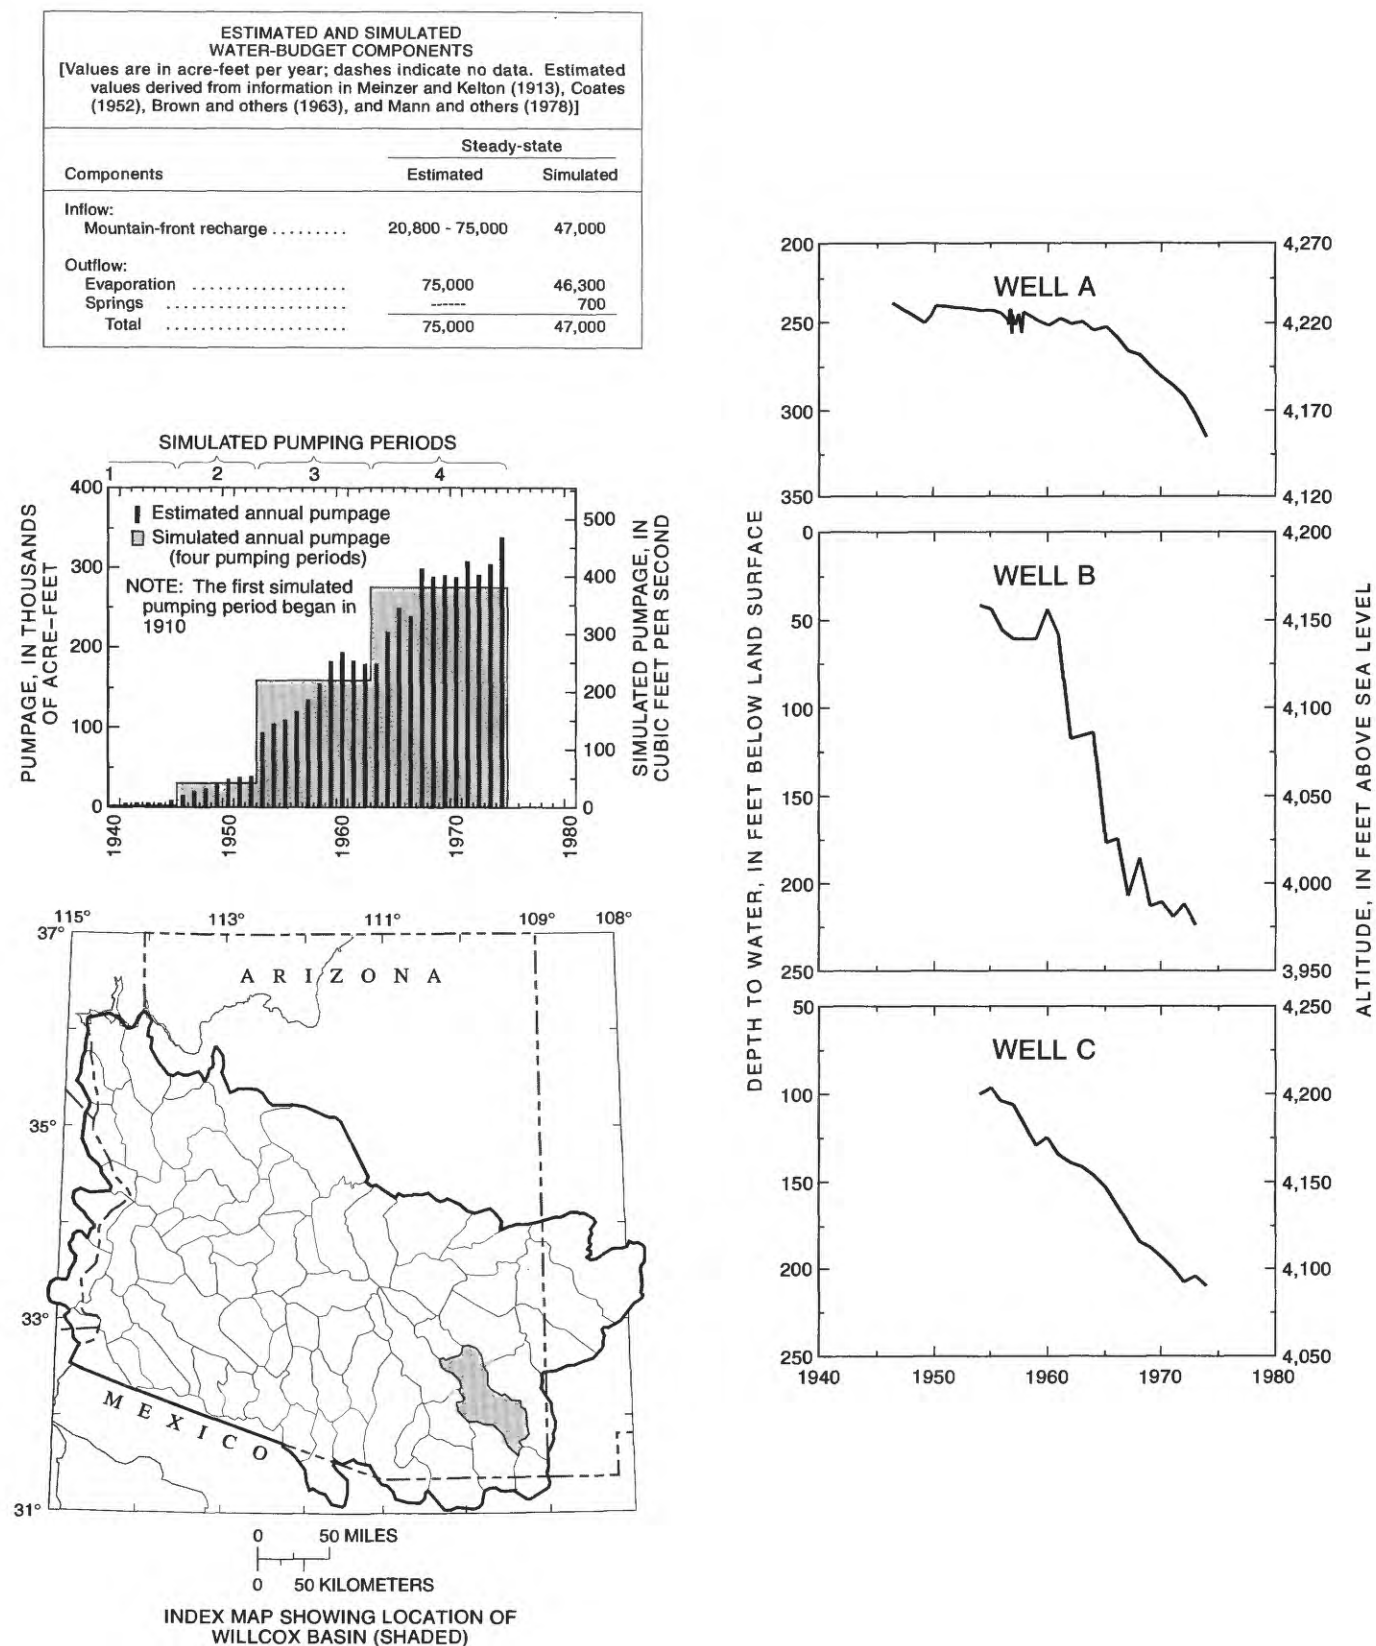 ESTIMATED AND SIMULATED
WATER-BUDGET COMPONENTS
[Values are in acre-feet per year; dashes indicate no data. Estimated
values derived from information in Meinzer and Kelton (1913), Coates
(1952), Brown and others (1963), and Mann and others (1978)]
Steady-state
Components Estimated Simulated
Inflow:
Mountain-front recharge ......... 20,800 - 75,000 47,000
Outflow:
Evaporation .................. 75,000 46,300
Springs ..................... ------ 700
Total ..................... 75,000 47,000
SIMULATED PUMPING PERIODS
1 2 3 4
PUMPAGE, IN THOUSANDS
OF ACRE-FEET
400
300
200
100
0
Estimated annual pumpage
Simulated annual pumpage
(four pumping periods)
NOTE: The first simulated
pumping period began in
1910
500
400
300
200
100
0
SIMULATED PUMPAGE, IN
CUBIC FEET PER SECOND
1940 1950 1960 1970 1980
115° 113° 111° 109° 108°
37°
35°
33°
31°
ARIZONA
MEXICO
0 50 MILES
0 50 KILOMETERS
INDEX MAP SHOWING LOCATION OF
WILLCOX BASIN (SHADED)
DEPTH TO WATER, IN FEET BELOW LAND SURFACE
200
250
300
350
WELL A
4,270
4,220
4,170
4,120
0
50
100
150
200
250
WELL B
4,200
4,150
4,100
4,050
4,000
3,950
50
100
150
200
250
WELL C
4,250
4,200
4,150
4,100
4,050
1940 1950 1960 1970 1980
ALTITUDE, IN FEET ABOVE SEA LEVEL